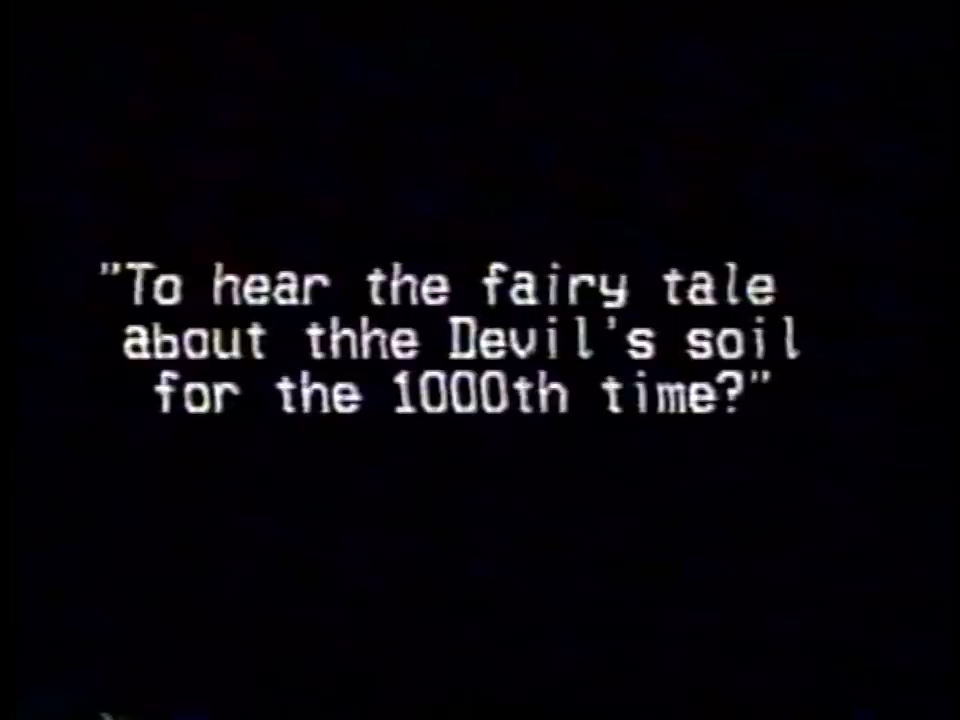 "To hear the fairy tale
about thhe Devil's soil
for the 1000th time?"